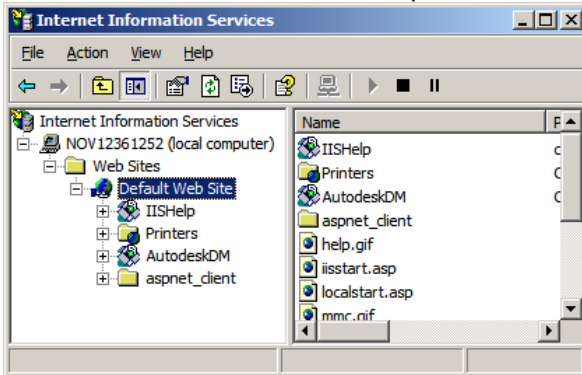 Internet Information Services
File Action View Help
Internet Information Services
NOV12361252 (local computer)
Web Sites
Default Web Site
IISHelp
Printers
AutodeskDM
aspnet_client
Name
IISHelp
Printers
AutodeskDM
aspnet_client
help.gif
iisstart.asp
localstart.asp
mmc.gif